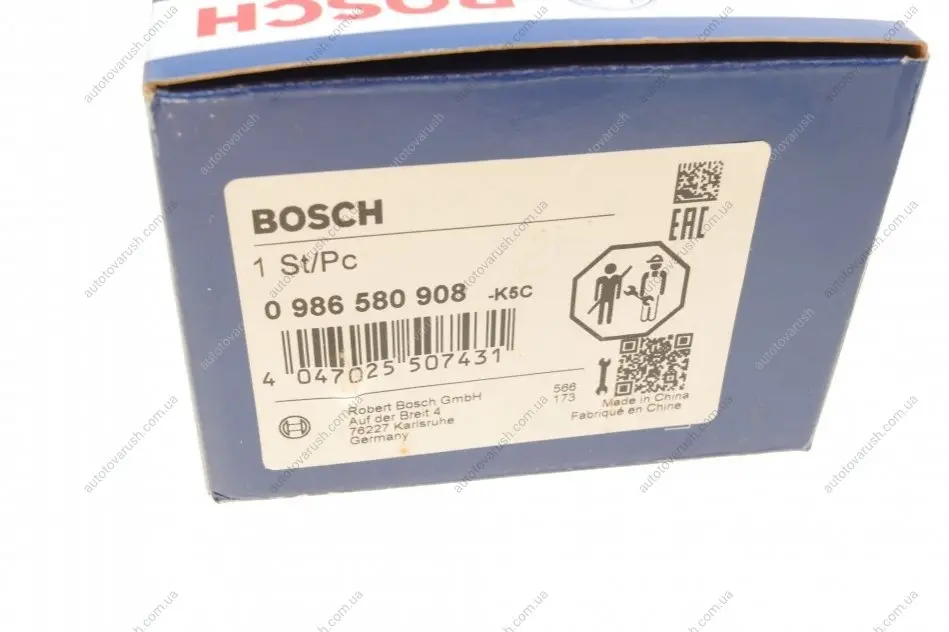 BOSCH
BOSCH
1 St/Pc
EAC
0 986 580 908 -K5C
4 047025 507431
Robert Bosch GmbH
Auf der Breit 4
76227 Karlsruhe
Germany
566
173
Made in China
Fabriqué en Chine
autotovarush.com.ua